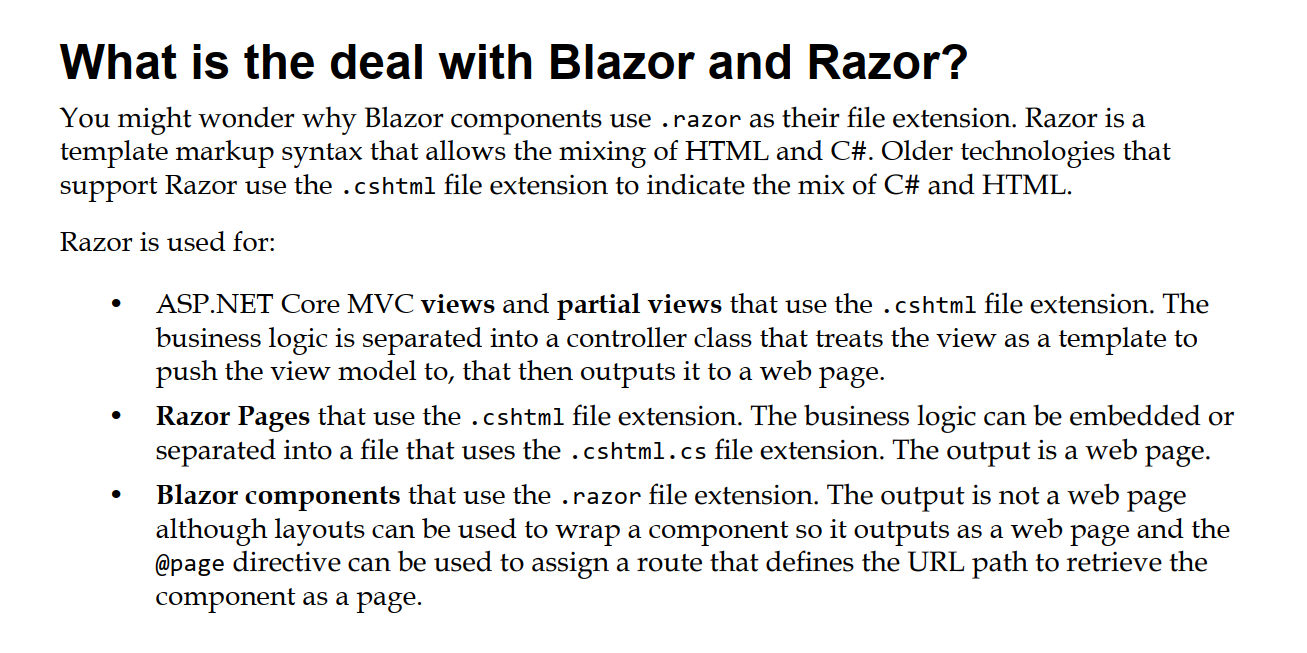 What is the deal with Blazor and Razor?
You might wonder why Blazor components use .razor as their file extension. Razor is a
template markup syntax that allows the mixing of HTML and C#. Older technologies that
support Razor use the .cshtml file extension to indicate the mix of C# and HTML.
Razor is used for:
• ASP.NET Core MVC views and partial views that use the .cshtml file extension. The
business logic is separated into a controller class that treats the view as a template to
push the view model to, that then outputs it to a web page.
• Razor Pages that use the .cshtml file extension. The business logic can be embedded or
separated into a file that uses the .cshtml.cs file extension. The output is a web page.
• Blazor components that use the .razor file extension. The output is not a web page
although layouts can be used to wrap a component so it outputs as a web page and the
@page directive can be used to assign a route that defines the URL path to retrieve the
component as a page.